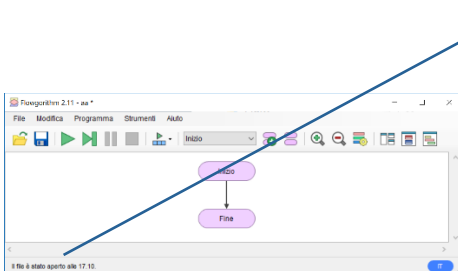 Flowgorithm 2.11 - aa *
File Modifica Programma Strumenti Aiuto
Inizio
Inizio
Fine
Il file è stato aperto alle 17.10.
IT